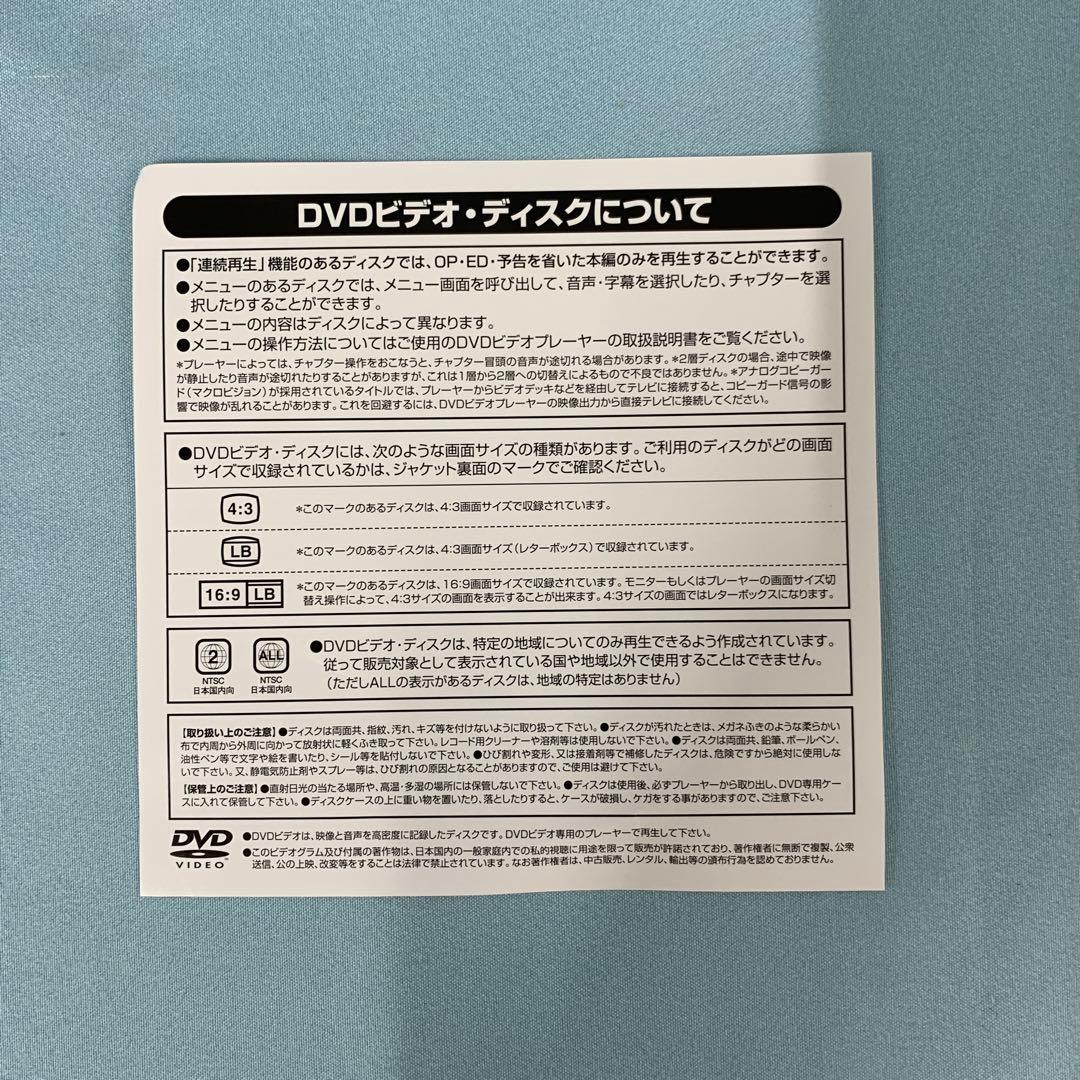 DVDビデオ・ディスクについて
●「連続再生」機能のあるディスクでは、OP・ED・予告を省いた本編のみを再生することができます。
●メニューのあるディスクでは、メニュー画面を呼び出して、音声・字幕を選択したり、チャプターを選
択したりすることができます。
●メニューの内容はディスクによって異なります。
●メニューの操作方法についてはご使用のDVDビデオプレーヤーの取扱説明書をご覧ください。
*プレーヤーによっては、チャプター操作をおこなうと、チャプター冒頭の音声が途切れる場合があります。*2層ディスクの場合、途中で映像
が静止したり音声が途切れたりすることがありますが、これは1層から2層への切替えによるもので不良ではありません。*アナログコピーガー
ド(マクロビジョン)が採用されているタイトルでは、プレーヤーからビデオデッキなどを経由してテレビに接続すると、コピーガード信号の影
響で映像が乱れることがあります。これを回避するには、DVDビデオプレーヤーの映像出力から直接テレビに接続してください。
●DVDビデオ・ディスクには、次のような画面サイズの種類があります。ご利用のディスクがどの画面
サイズで収録されているかは、ジャケット裏面のマークでご確認ください。
4:3 *このマークのあるディスクは、4:3画面サイズで収録されています。
LB *このマークのあるディスクは、4:3画面サイズ(レターボックス)で収録されています。
16:9 LB *このマークのあるディスクは、16:9画面サイズで収録されています。モニターもしくはプレーヤーの画面サイズ切
替え操作によって、4:3サイズの画面を表示することが出来ます。4:3サイズの画面ではレターボックスになります。
2 ALL ●DVDビデオ・ディスクは、特定の地域についてのみ再生できるよう作成されています。
従って販売対象として表示されている国や地域以外で使用することはできません。
NTSC NTSC (ただしALLの表示があるディスクは、地域の特定はありません)
日本国内向 日本国内向
【取り扱い上のご注意】●ディスクは両面共、指紋、汚れ、キズ等を付けないように取り扱って下さい。●ディスクが汚れたときは、メガネふきのような柔らかい
布で内周から外周に向かって放射状に軽くふき取って下さい。レコード用クリーナーや溶剤等は使用しないで下さい。●ディスクは両面共、鉛筆、ボールペン、
油性ペン等で文字や絵を書いたり、シール等を貼付しないで下さい。●ひび割れや変形、又は接着剤等で補修したディスクは、危険ですから絶対に使用しな
いで下さい。又、静電気防止剤やスプレー等は、ひび割れの原因となることがありますので、ご使用は避けて下さい。
【保管上のご注意】●直射日光の当たる場所や、高温・多湿の場所には保管しないで下さい。●ディスクは使用後、必ずプレーヤーから取り出し、DVD専用ケー
スに入れて保管して下さい。●ディスクケースの上に重い物を置いたり、落としたりすると、ケースが破損し、ケガをする事がありますので、ご注意下さい。
DVD
VIDEO
●DVDビデオは、映像と音声を高密度に記録したディスクです。DVDビデオ専用のプレーヤーで再生して下さい。
●このビデオグラム及び付属の著作物は、日本国内の一般家庭内での私的視聴に用途を限って販売が許諾されており、著作権者に無断で複製、公衆
送信、公の上映、改変等をすることは法律で禁止されています。なお著作権者は、中古販売、レンタル、輸出等の頒布行為を認めておりません。